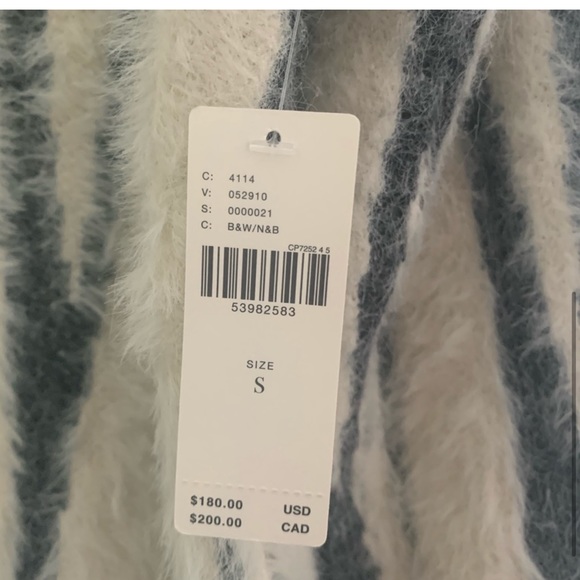 C: 4114
V: 052910
S: 0000021
C: B&W/N&B
CP7252 4 5
53982583
SIZE
S
$180.00 USD
$200.00 CAD